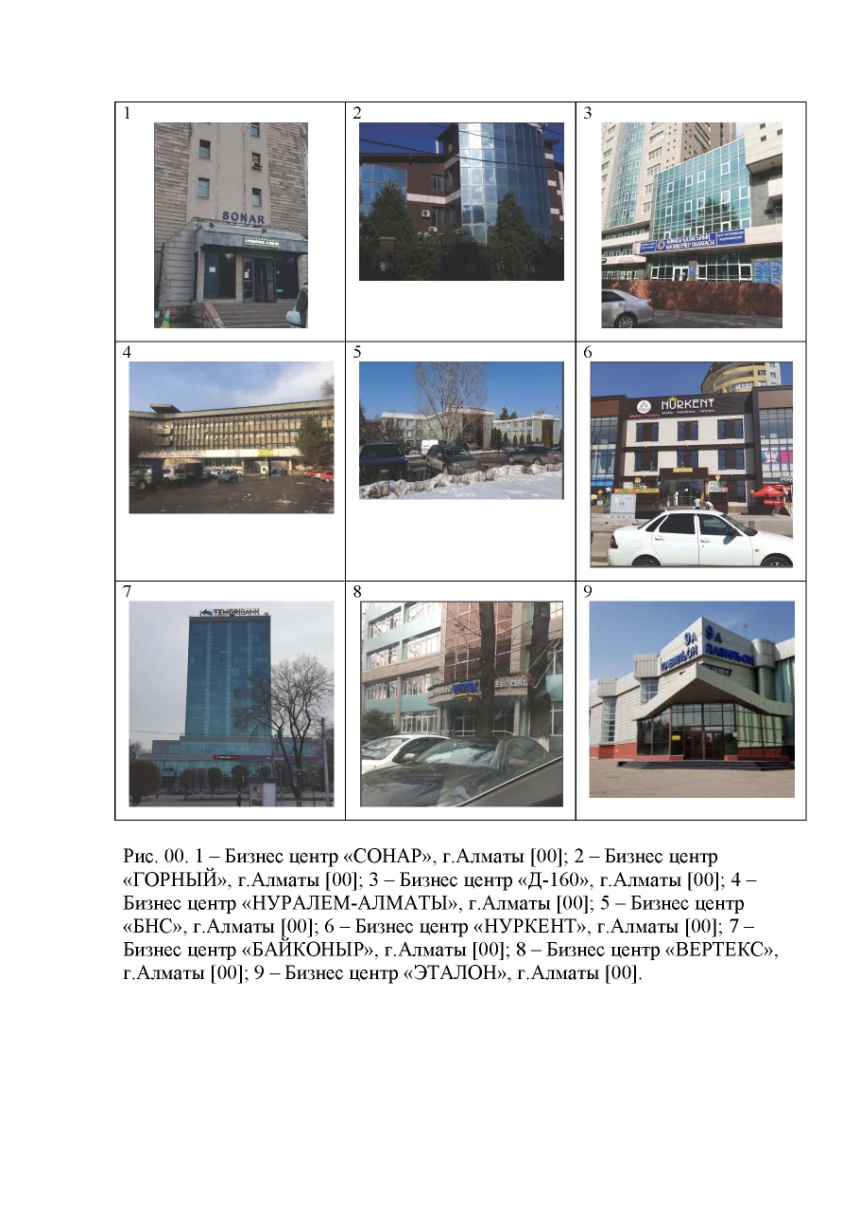 1
2
3
SONAR
4
5
6
NURKENT
7
8
9
TENGRIBANK
9А
ПАВИЛЬОН
9А
ПАВИЛЬОН
Рис. 00. 1 – Бизнес центр «СОНАР», г.Алматы [00]; 2 – Бизнес центр
«ГОРНЫЙ», г.Алматы [00]; 3 – Бизнес центр «Д-160», г.Алматы [00]; 4 –
Бизнес центр «НУРАЛЕМ-АЛМАТЫ», г.Алматы [00]; 5 – Бизнес центр
«БНС», г.Алматы [00]; 6 – Бизнес центр «НУРКЕНТ», г.Алматы [00]; 7 –
Бизнес центр «БАЙКОНЫР», г.Алматы [00]; 8 – Бизнес центр «ВЕРТЕКС»,
г.Алматы [00]; 9 – Бизнес центр «ЭТАЛОН», г.Алматы [00].